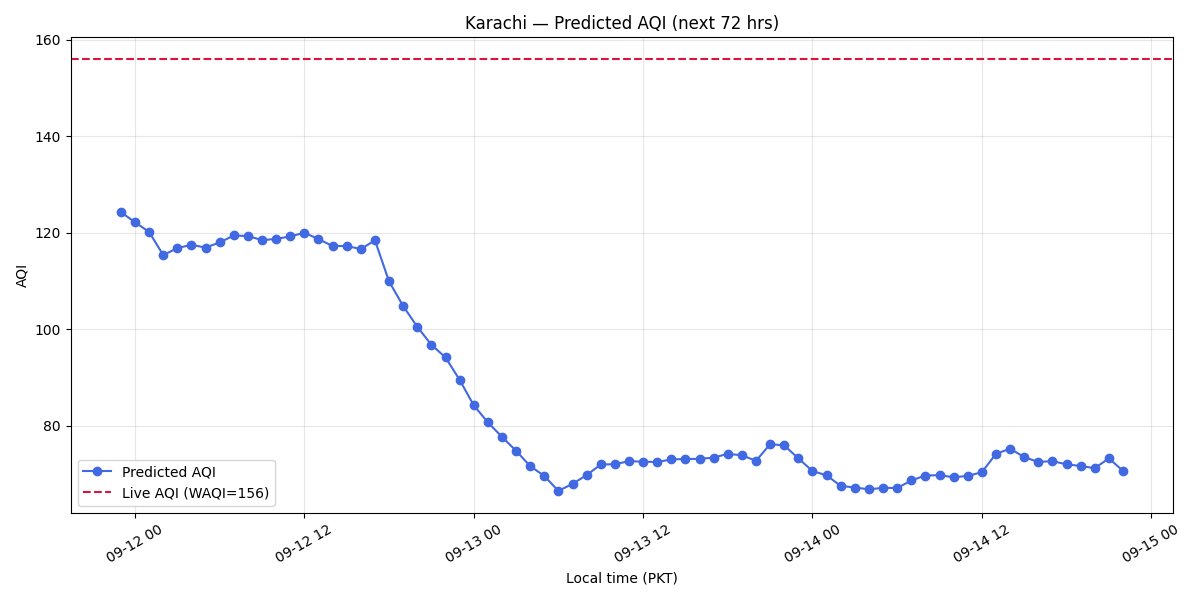 Karachi — Predicted AQI (next 72 hrs)
160
140
120
100
80
AQI
Predicted AQI
Live AQI (WAQI=156)
09-12 00
09-12 12
09-13 00
09-13 12
09-14 00
09-14 12
09-15 00
Local time (PKT)